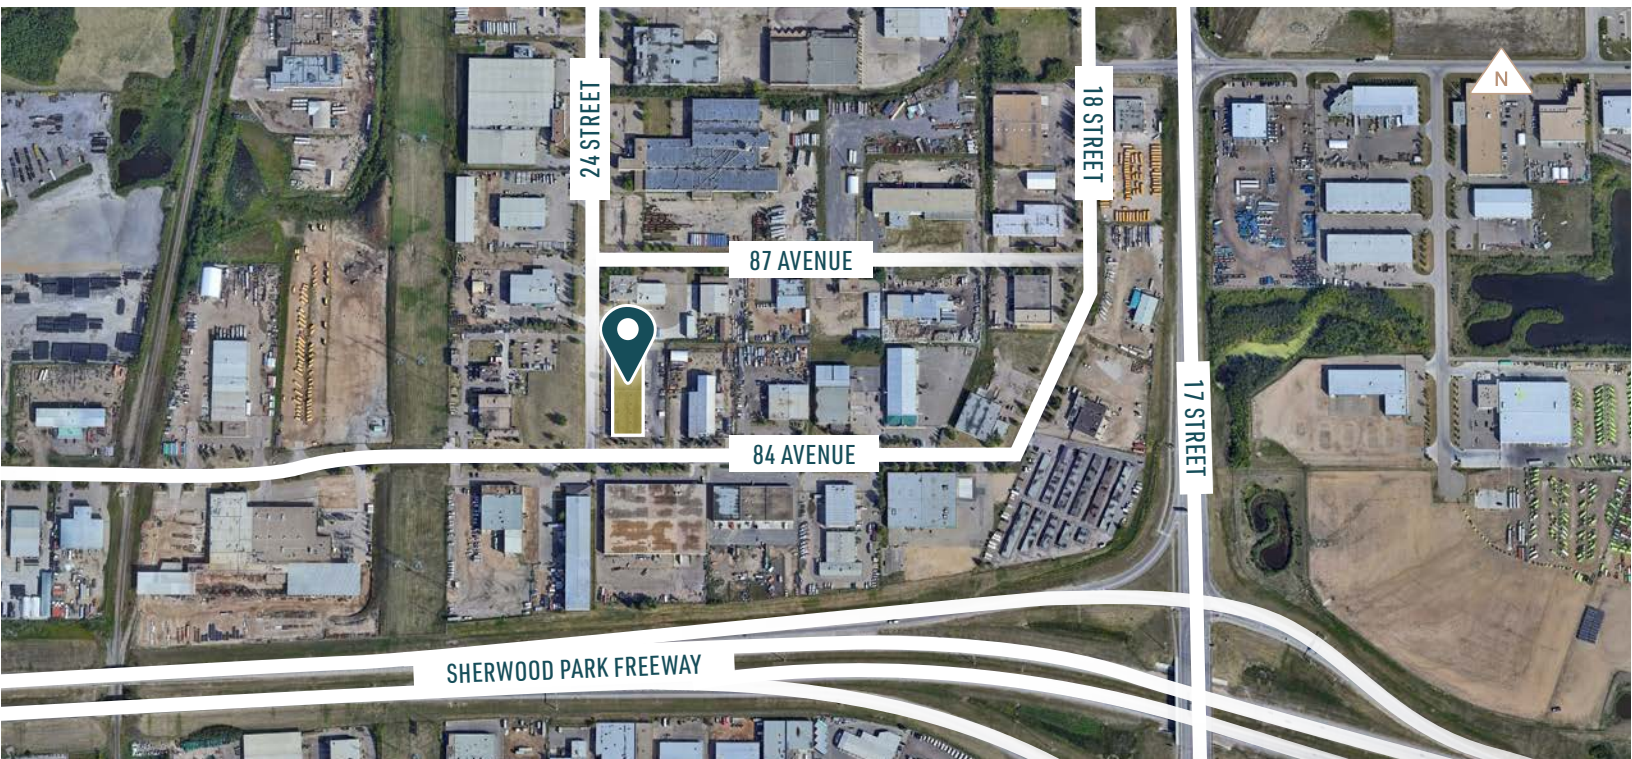 N
24 STREET
18 STREET
87 AVENUE
17 STREET
84 AVENUE
SHERWOOD PARK FREEWAY